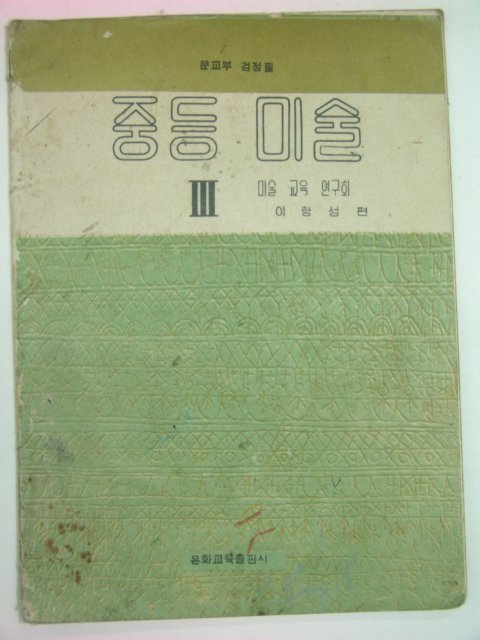 문교부 검정필
중등 미술
III
미술 교육 연구회
이 항 성 편
문화교육출판사